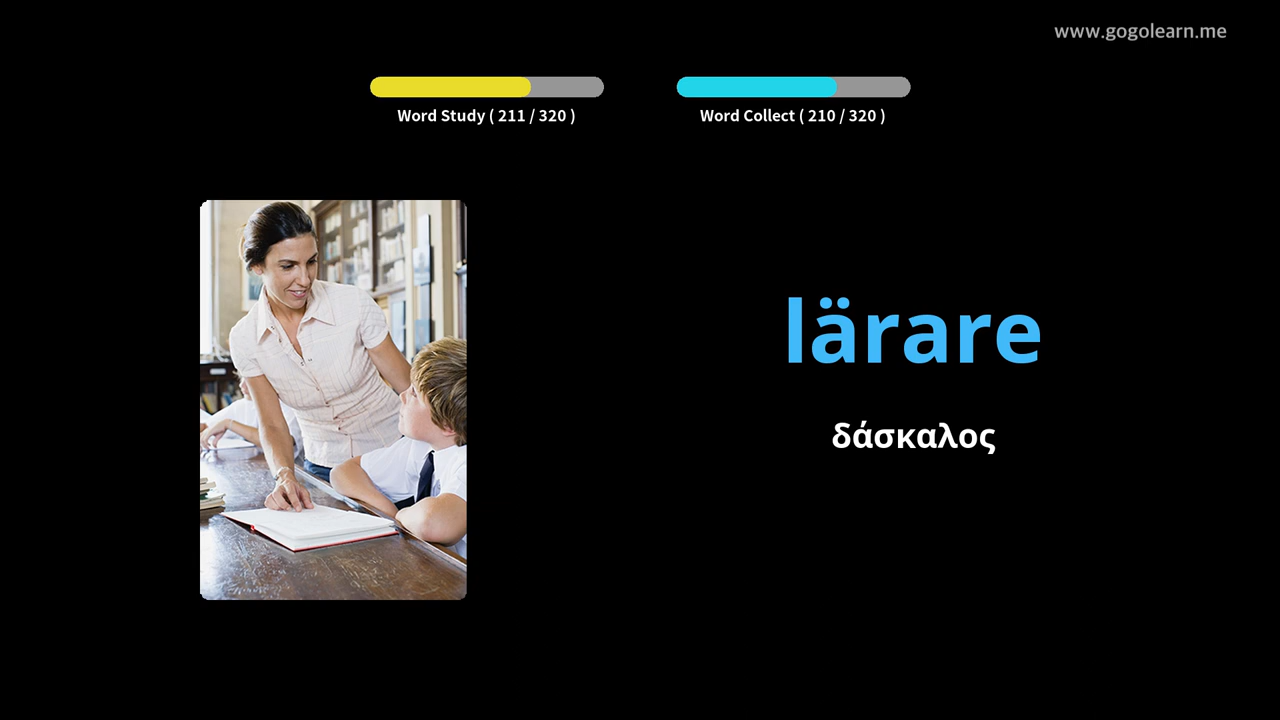 www.gogolearn.me
Word Study ( 211 / 320 )
Word Collect ( 210 / 320 )
lärare
δάσκαλος